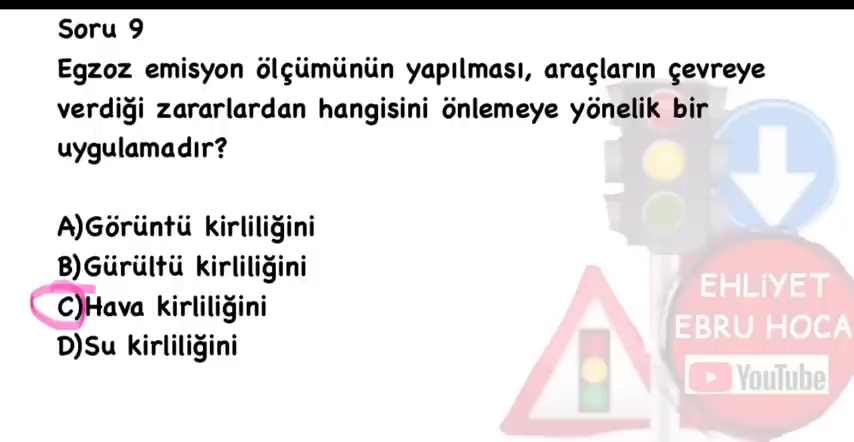 Soru 9
Egzoz emisyon ölçümünün yapılması, araçların çevreye
verdiği zararlardan hangisini önlemeye yönelik bir
uygulamadır?
A)Görüntü kirliliğini
B)Gürültü kirliliğini
C)Hava kirliliğini
D)Su kirliliğini
EHLİYET
EBRU HOCA
YouTube